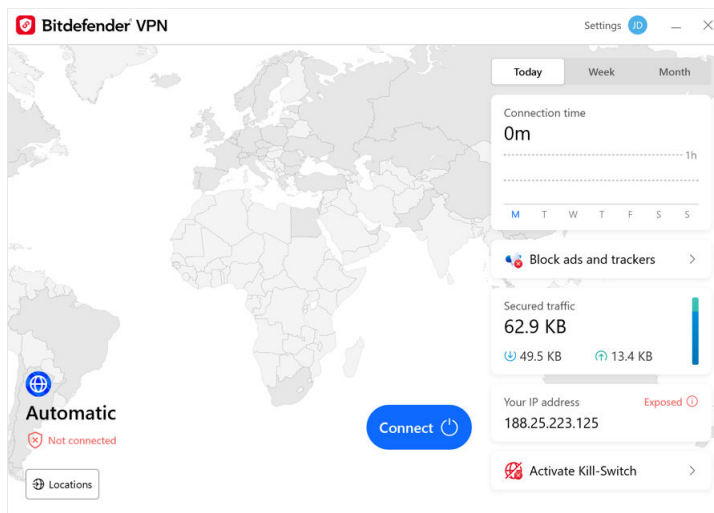 Bitdefender® VPN
Settings JD
Today Week Month
Connection time
0m
1h
M T W T F S S
Block ads and trackers
Secured traffic
62.9 KB
49.5 KB 13.4 KB
Your IP address Exposed
188.25.223.125
Activate Kill-Switch
Automatic
Not connected
Connect
Locations